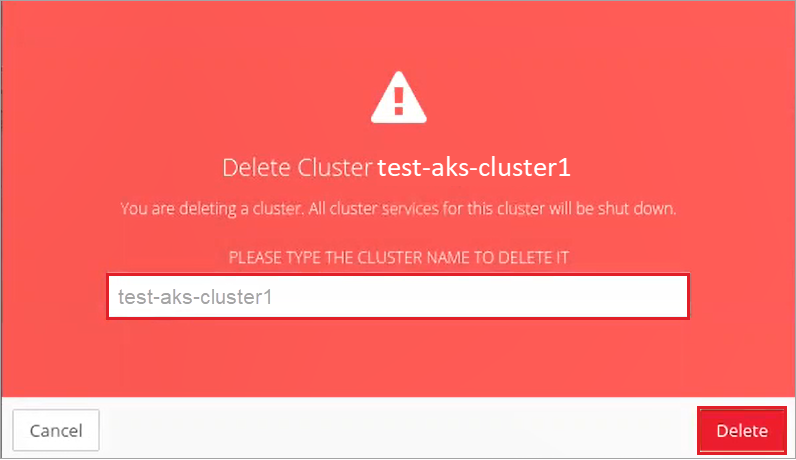 Delete Cluster test-aks-cluster1
You are deleting a cluster. All cluster services for this cluster will be shut down.
PLEASE TYPE THE CLUSTER NAME TO DELETE IT
test-aks-cluster1
Cancel
Delete